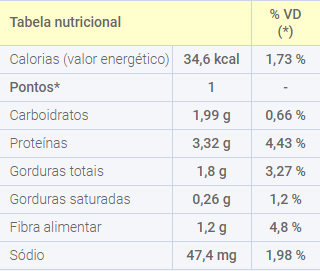 Tabela nutricional % VD (*)
Calorias (valor energético) 34,6 kcal 1,73 %
Pontos* 1 -
Carboidratos 1,99 g 0,66 %
Proteínas 3,32 g 4,43 %
Gorduras totais 1,8 g 3,27 %
Gorduras saturadas 0,26 g 1,2 %
Fibra alimentar 1,2 g 4,8 %
Sódio 47,4 mg 1,98 %